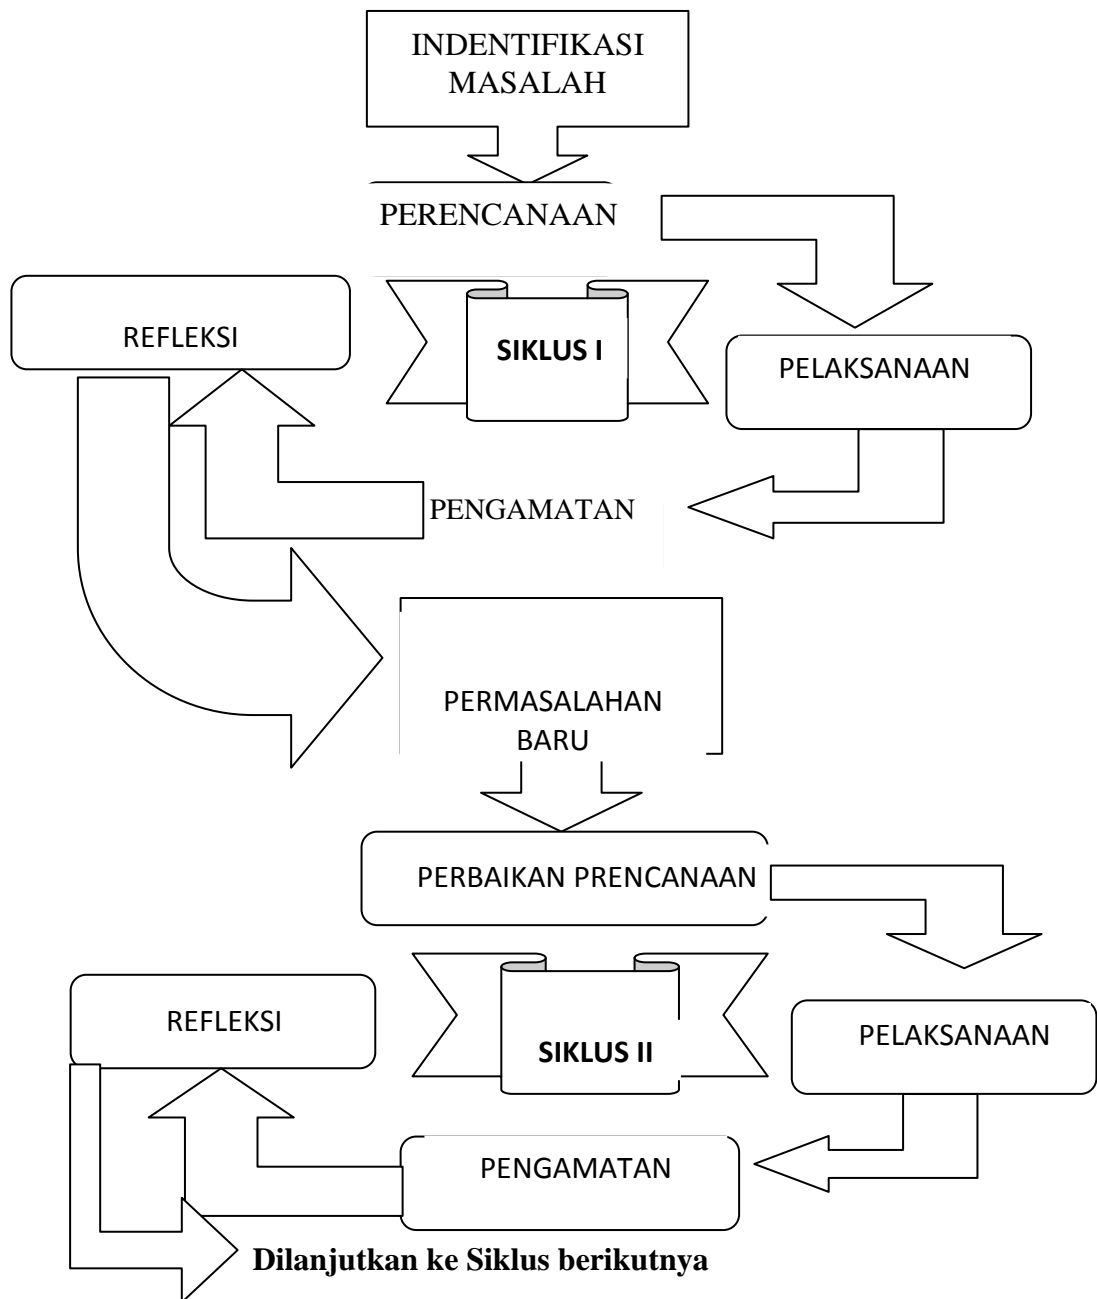 INDENTIFIKASI
MASALAH
PERENCANAAN
REFLEKSI
SIKLUS I
PELAKSANAAN
PENGAMATAN
PERMASALAHAN
BARU
PERBAIKAN PRENCANAAN
REFLEKSI
SIKLUS II
PELAKSANAAN
PENGAMATAN
Dilanjutkan ke Siklus berikutnya